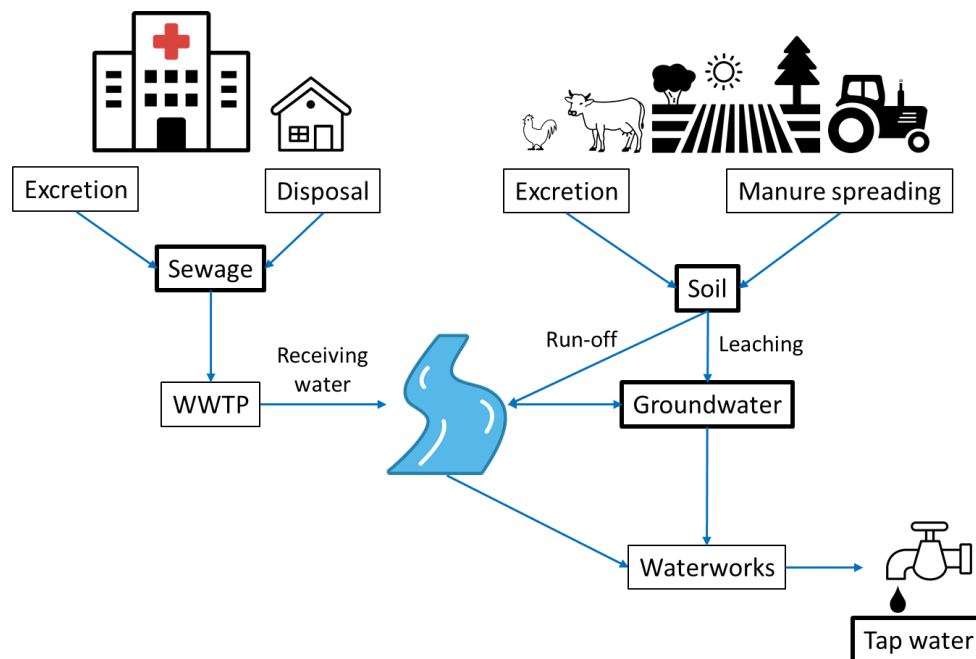 Excretion
Disposal
Excretion
Manure spreading
Sewage
Soil
Run-off
Leaching
Receiving
water
WWTP
Groundwater
Waterworks
Tap water